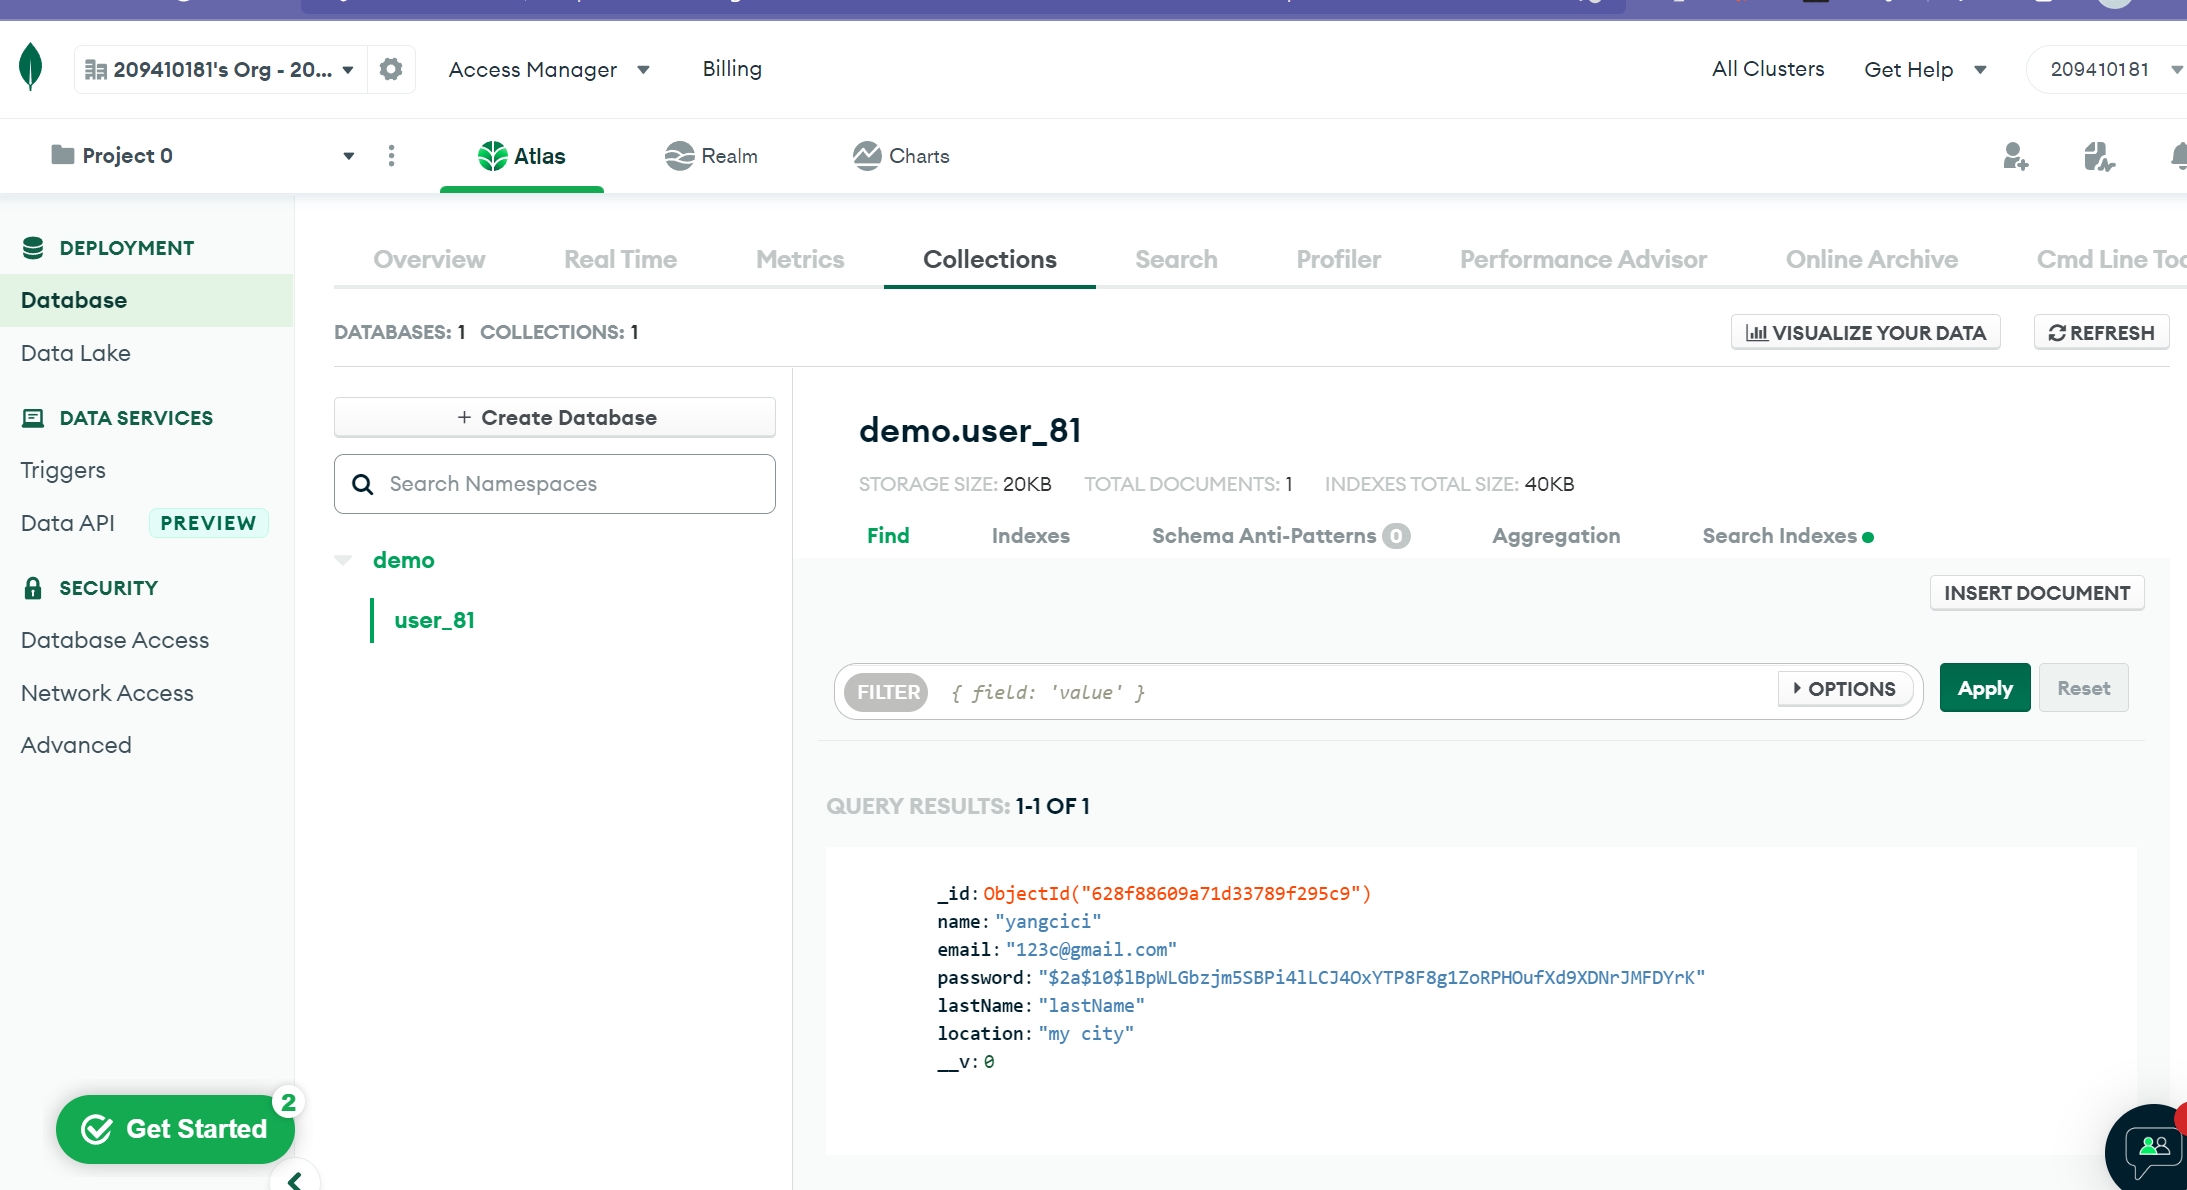 209410181's Org - 20...
Access Manager
Billing
All Clusters
Get Help
209410181
Project 0
Atlas
Realm
Charts
DEPLOYMENT
Database
Data Lake
DATA SERVICES
Triggers
Data API PREVIEW
SECURITY
Database Access
Network Access
Advanced
Get Started
2
Overview Real Time Metrics Collections Search Profiler Performance Advisor Online Archive Cmd Line Too
DATABASES: 1 COLLECTIONS: 1
VISUALIZE YOUR DATA
REFRESH
+ Create Database
Search Namespaces
demo
user_81
demo.user_81
STORAGE SIZE: 20KB TOTAL DOCUMENTS: 1 INDEXES TOTAL SIZE: 40KB
Find Indexes Schema Anti-Patterns 0 Aggregation Search Indexes
INSERT DOCUMENT
FILTER { field: 'value' } OPTIONS Apply Reset
QUERY RESULTS: 1-1 OF 1
_id: ObjectId("628f88609a71d33789f295c9")
name: "yangcici"
email: "123c@gmail.com"
password: "$2a$10$lBpWLGbzjm5SBPi4lLCJ4OxYTP8F8g1ZoRPHOufXd9XDNrJMFDYrK"
lastName: "lastName"
location: "my city"
__v: 0